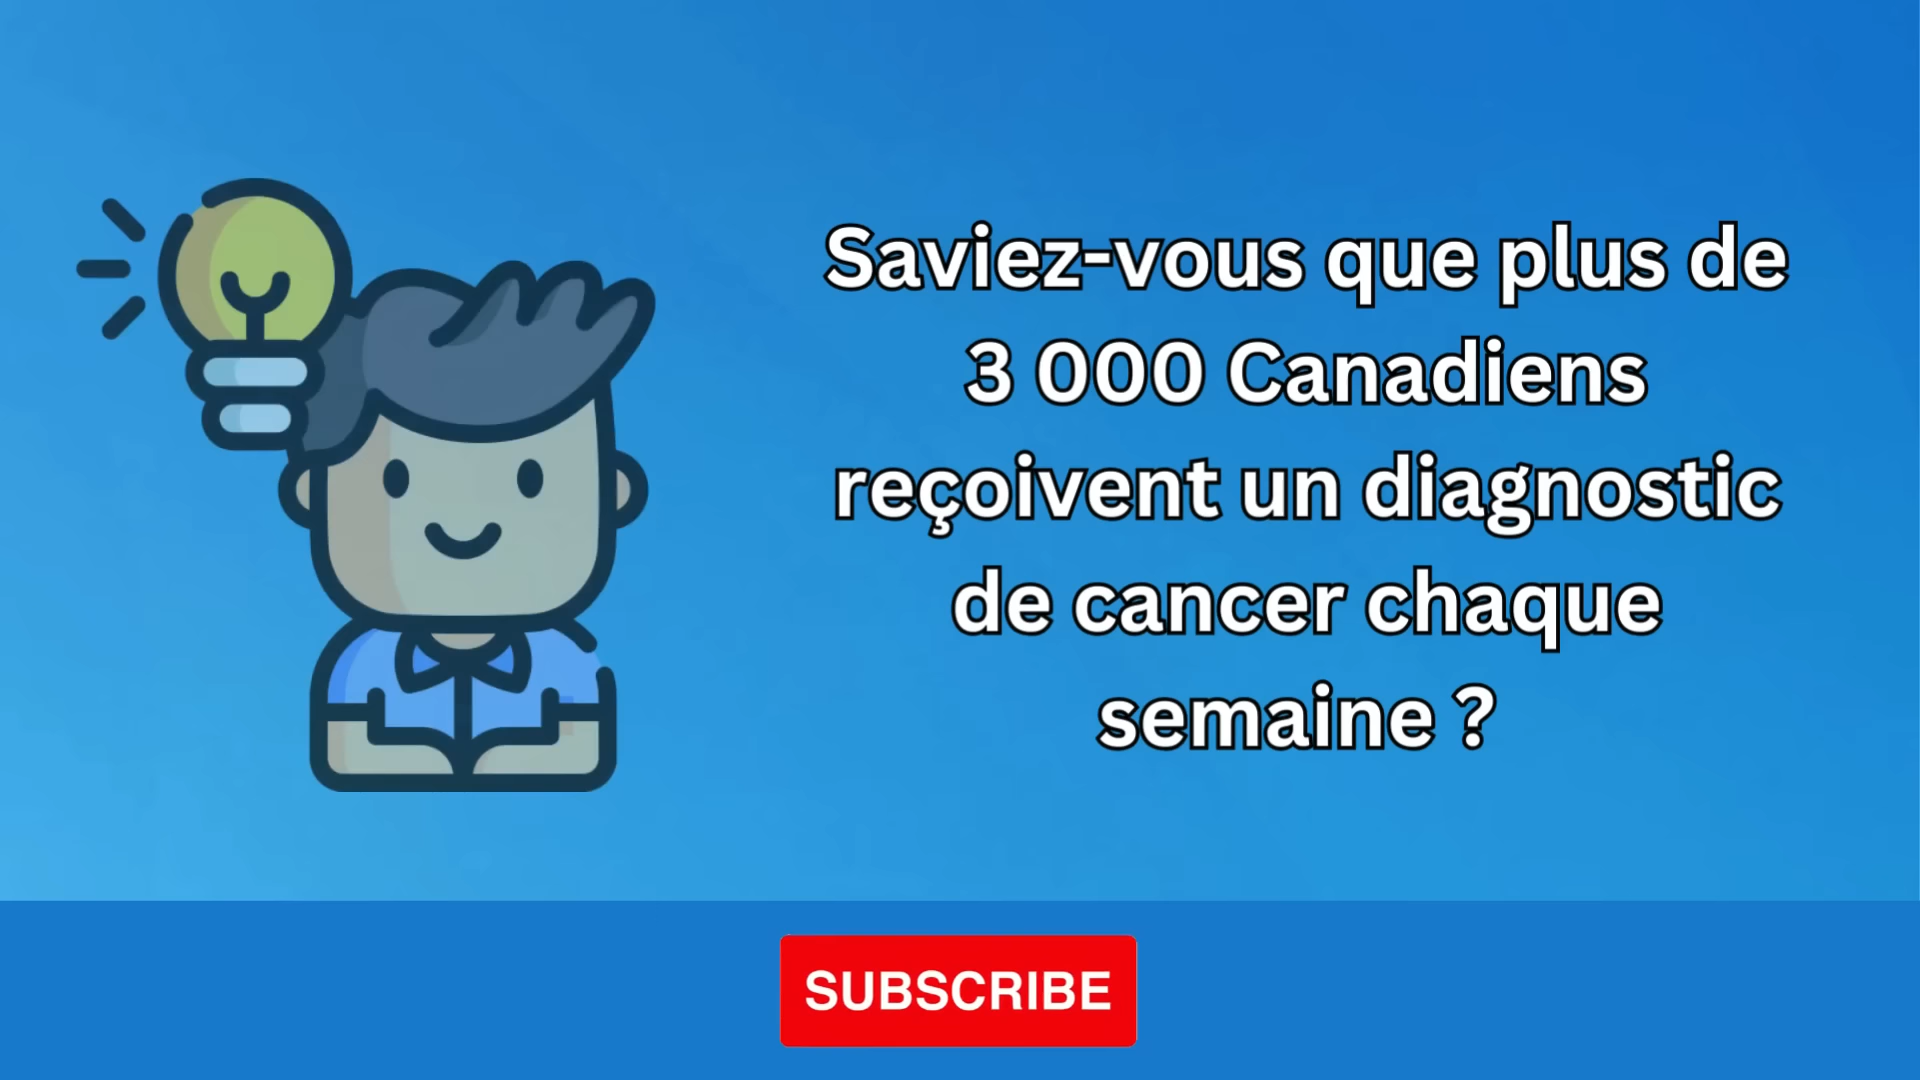 Saviez-vous que plus de
3 000 Canadiens
reçoivent un diagnostic
de cancer chaque
semaine ?
SUBSCRIBE